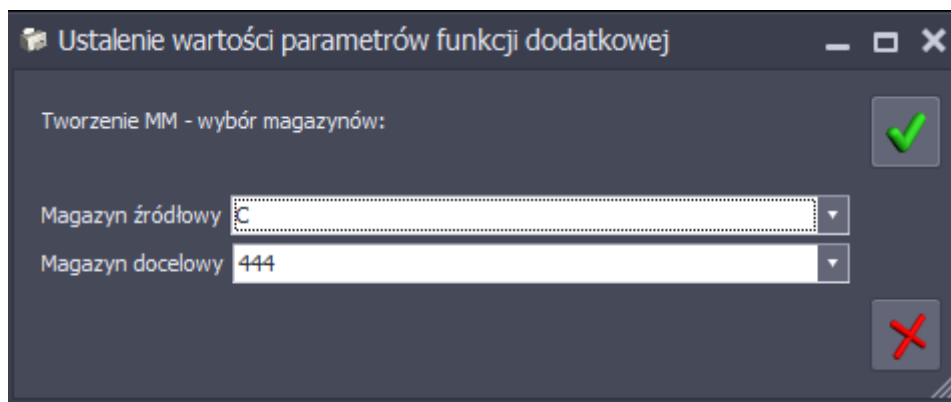 Ustalenie wartości parametrów funkcji dodatkowej
Tworzenie MM - wybór magazynów:
Magazyn źródłowy C
Magazyn docelowy 444